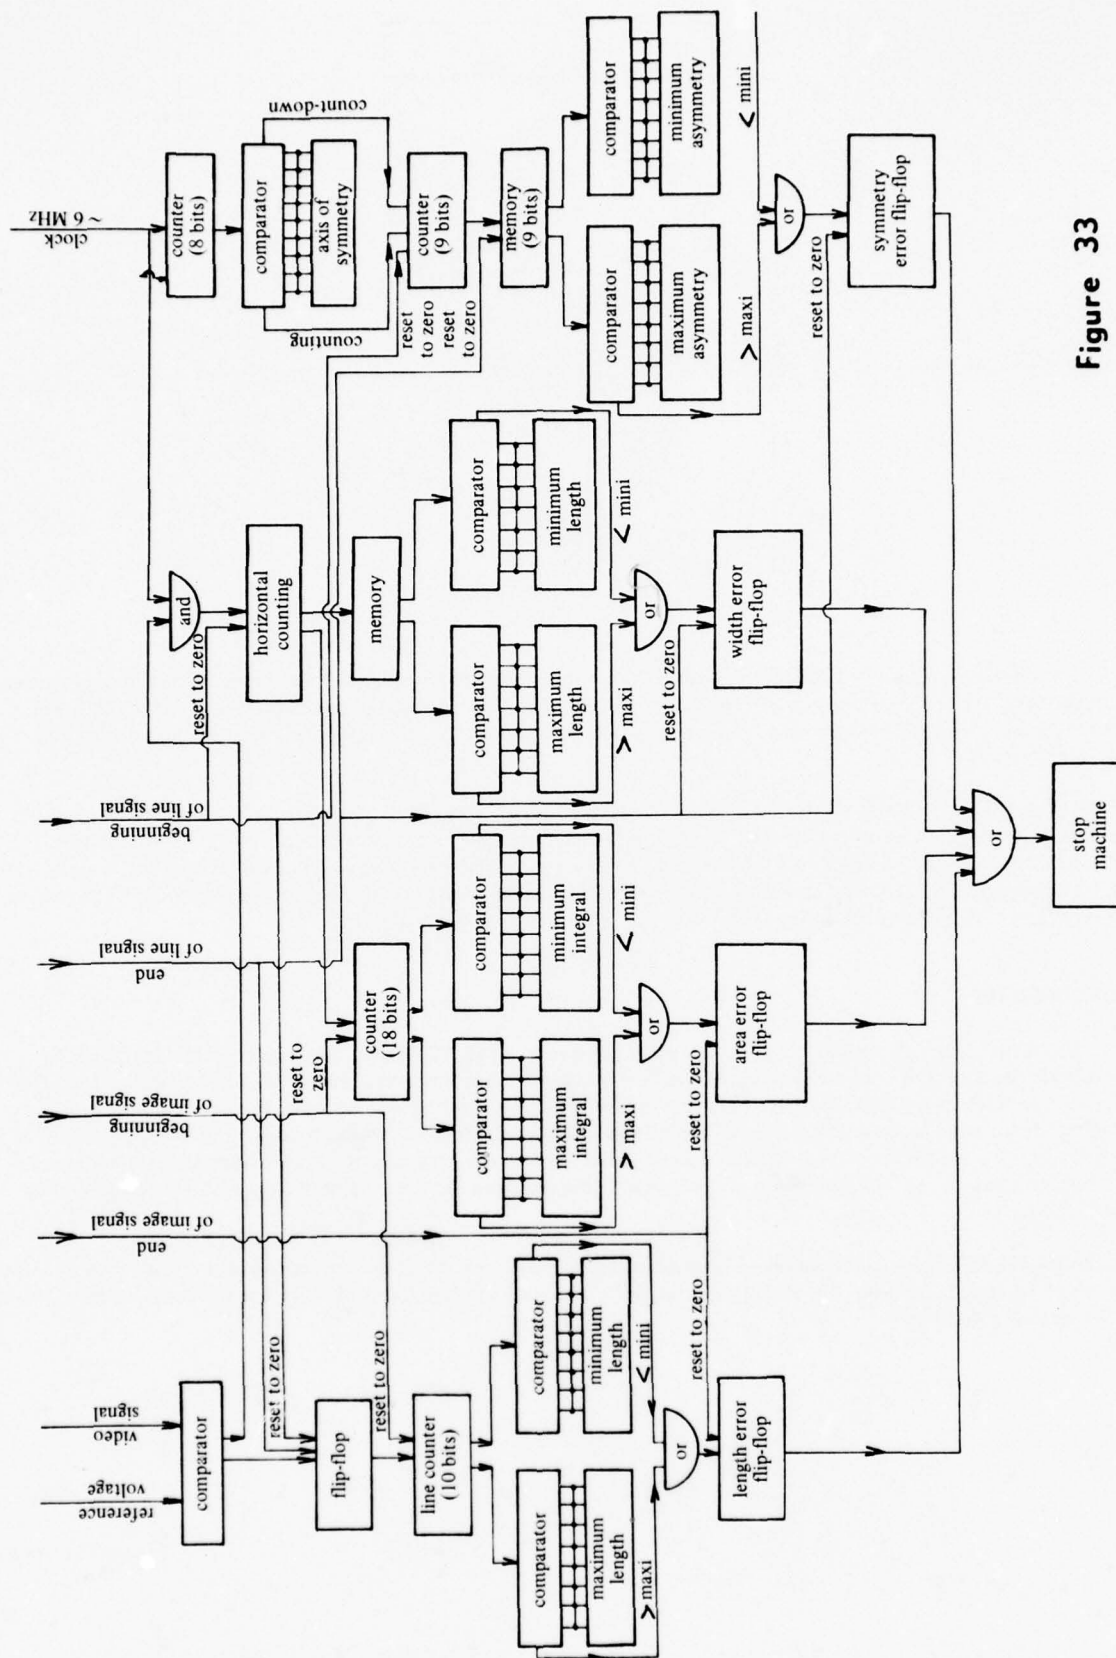 reference
voltage
video
signal
end
of image signal
beginning
of image signal
end
of line signal
beginning
of line signal
clock
~ 6 MHz
comparator
reset to zero
flip-flop
reset to zero
line counter
(10 bits)
comparator
maximum
length
> maxi
comparator
minimum
length
< mini
or
reset to zero
length error
flip-flop
reset to
zero
counter
(18 bits)
comparator
maximum
integral
> maxi
comparator
minimum
integral
< mini
or
reset to zero
area error
flip-flop
and
reset to zero
horizontal
counting
memory
comparator
maximum
length
> maxi
comparator
minimum
length
< mini
or
reset to zero
width error
flip-flop
counter
(8 bits)
comparator
axis of
symmetry
counting
count-down
counter
(9 bits)
reset
to zero
reset
to zero
memory
(9 bits)
comparator
maximum
asymmetry
> maxi
comparator
minimum
asymmetry
< mini
or
reset to zero
symmetry
error flip-flop
or
stop
machine
Figure 33